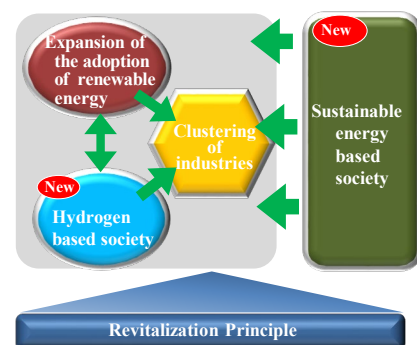 Expansion of
the adoption
of renewable
energy
New
Clustering
of
industries
Sustainable
energy
based
society
New
Hydrogen
based society
Revitalization Principle